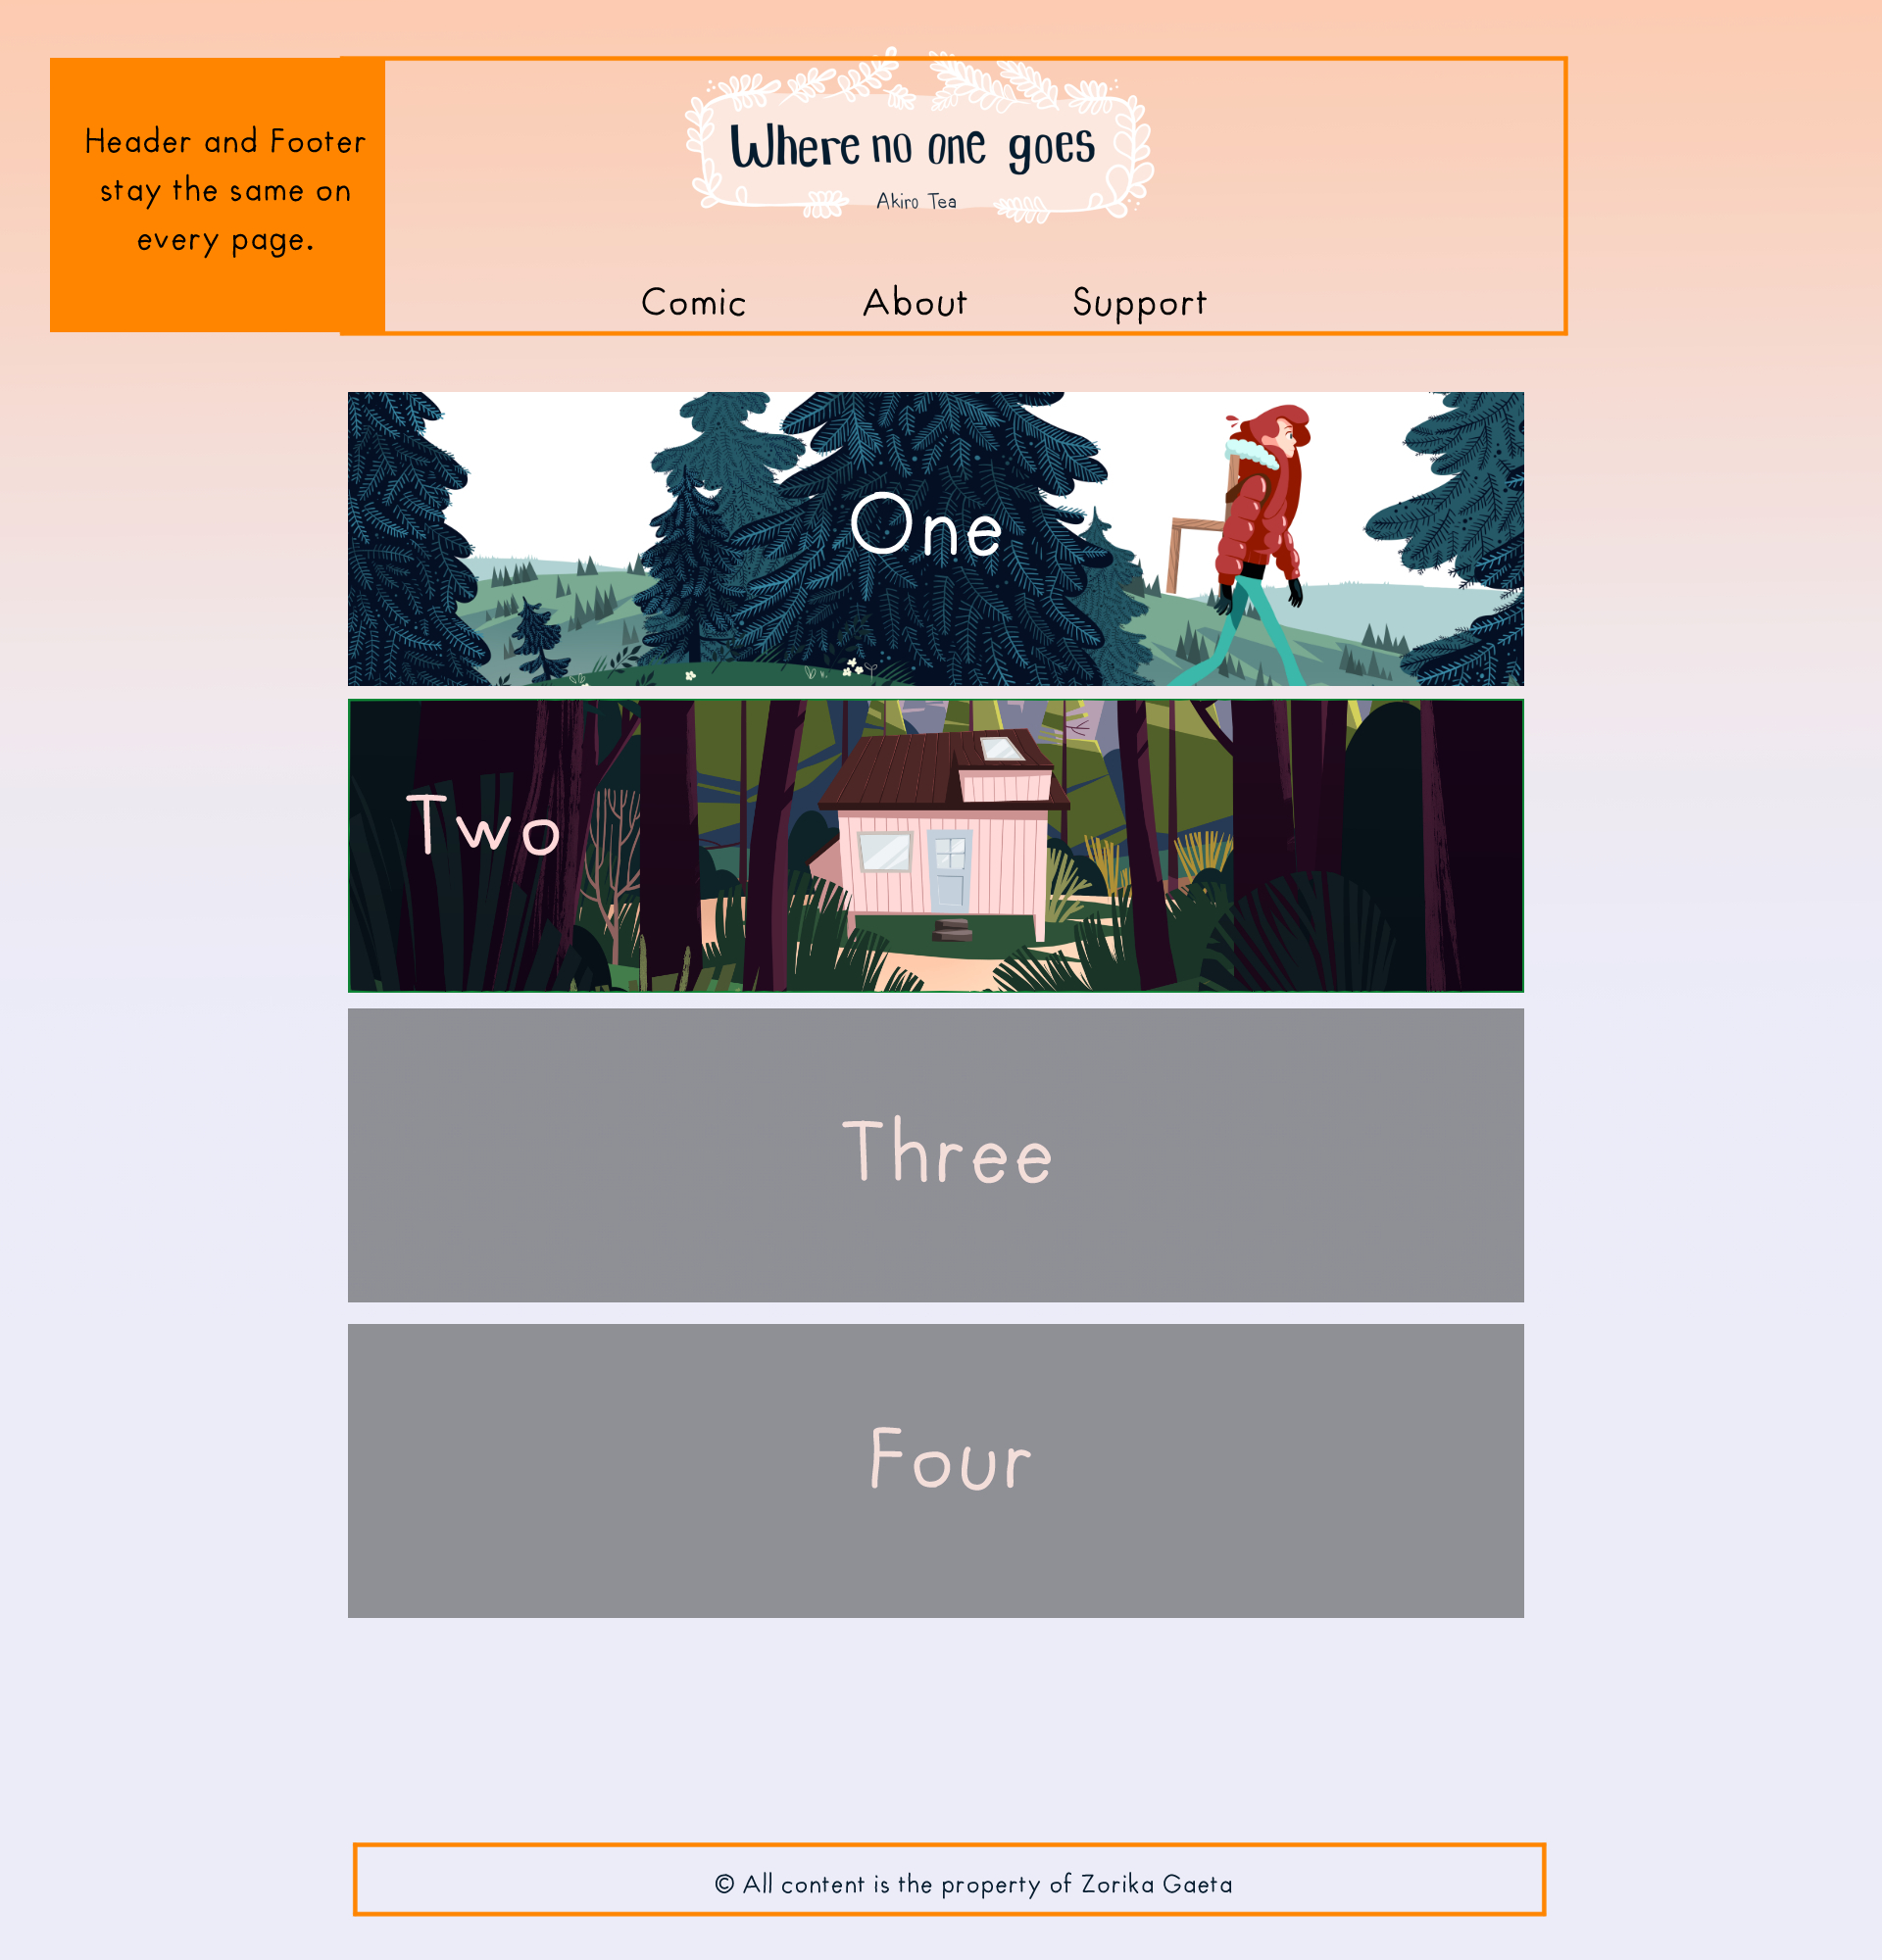 Header and Footer
stay the same on
every page.
Where no one goes
Akiro Tea
Comic About Support
One
Two
Three
Four
© All content is the property of Zorika Gaeta